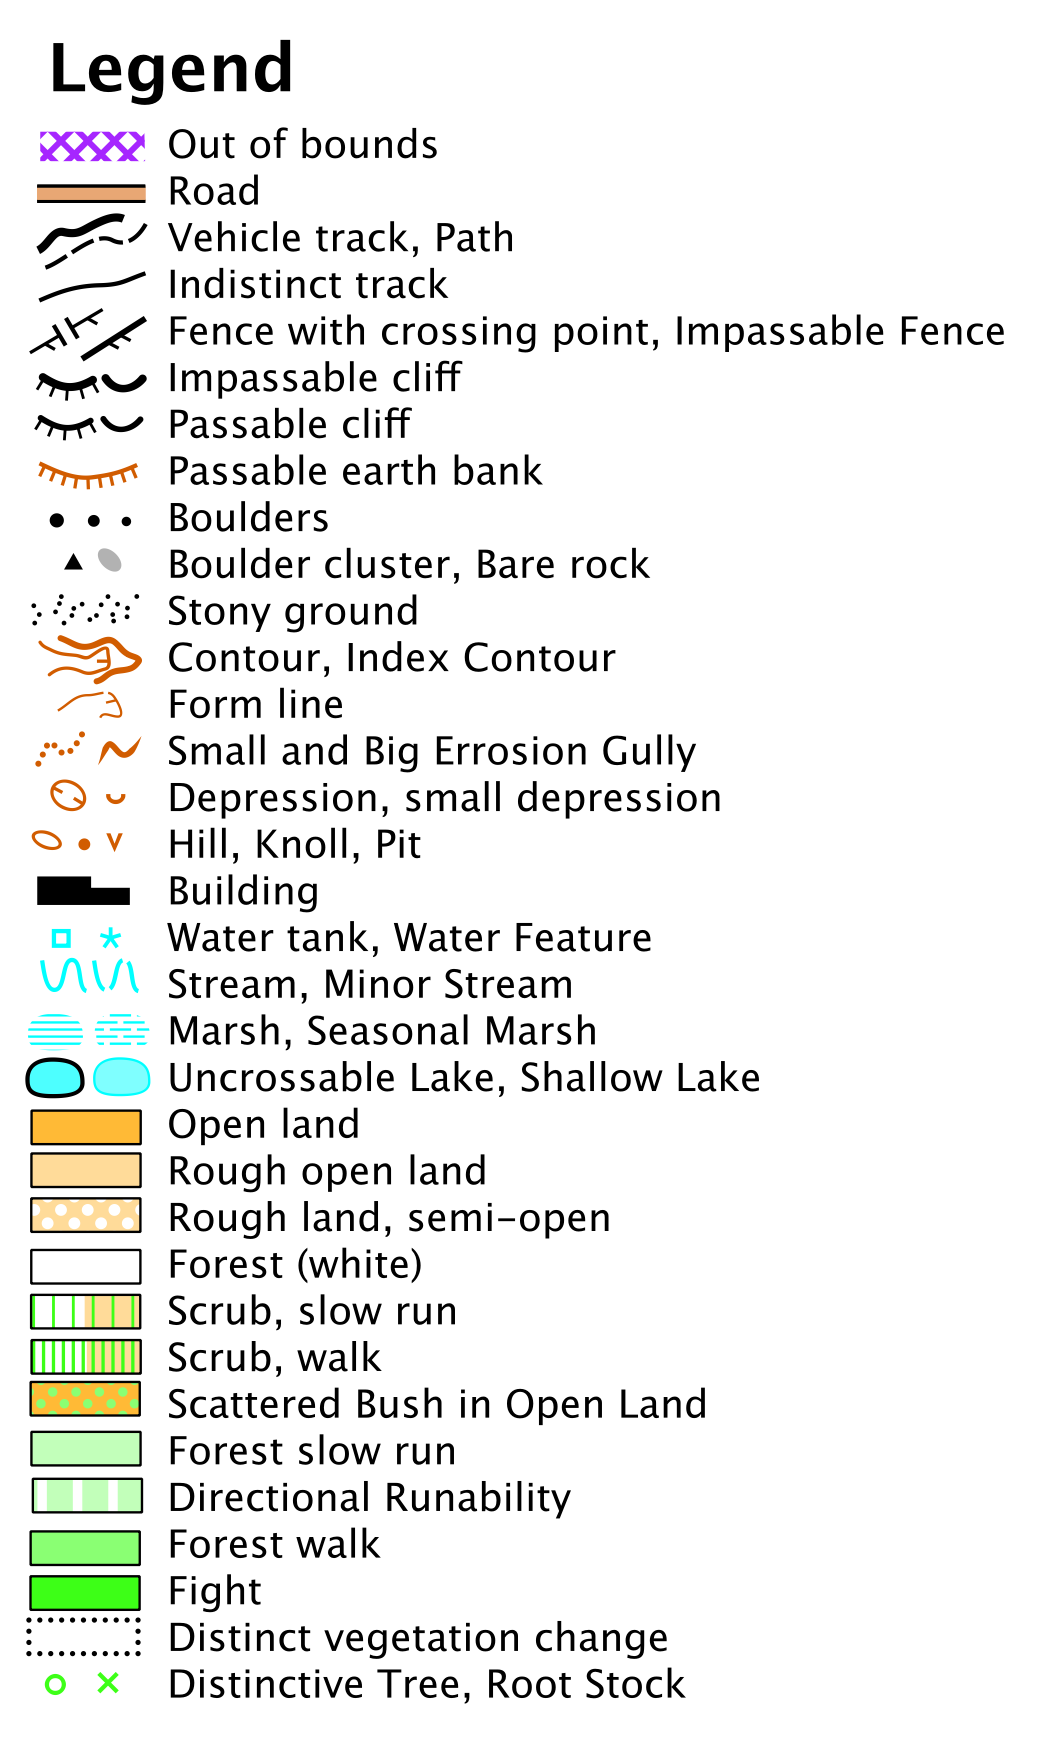 Legend
Out of bounds
Road
Vehicle track, Path
Indistinct track
Fence with crossing point, Impassable Fence
Impassable cliff
Passable cliff
Passable earth bank
Boulders
Boulder cluster, Bare rock
Stony ground
Contour, Index Contour
Form line
Small and Big Errosion Gully
Depression, small depression
Hill, Knoll, Pit
Building
Water tank, Water Feature
Stream, Minor Stream
Marsh, Seasonal Marsh
Uncrossable Lake, Shallow Lake
Open land
Rough open land
Rough land, semi-open
Forest (white)
Scrub, slow run
Scrub, walk
Scattered Bush in Open Land
Forest slow run
Directional Runability
Forest walk
Fight
Distinct vegetation change
Distinctive Tree, Root Stock